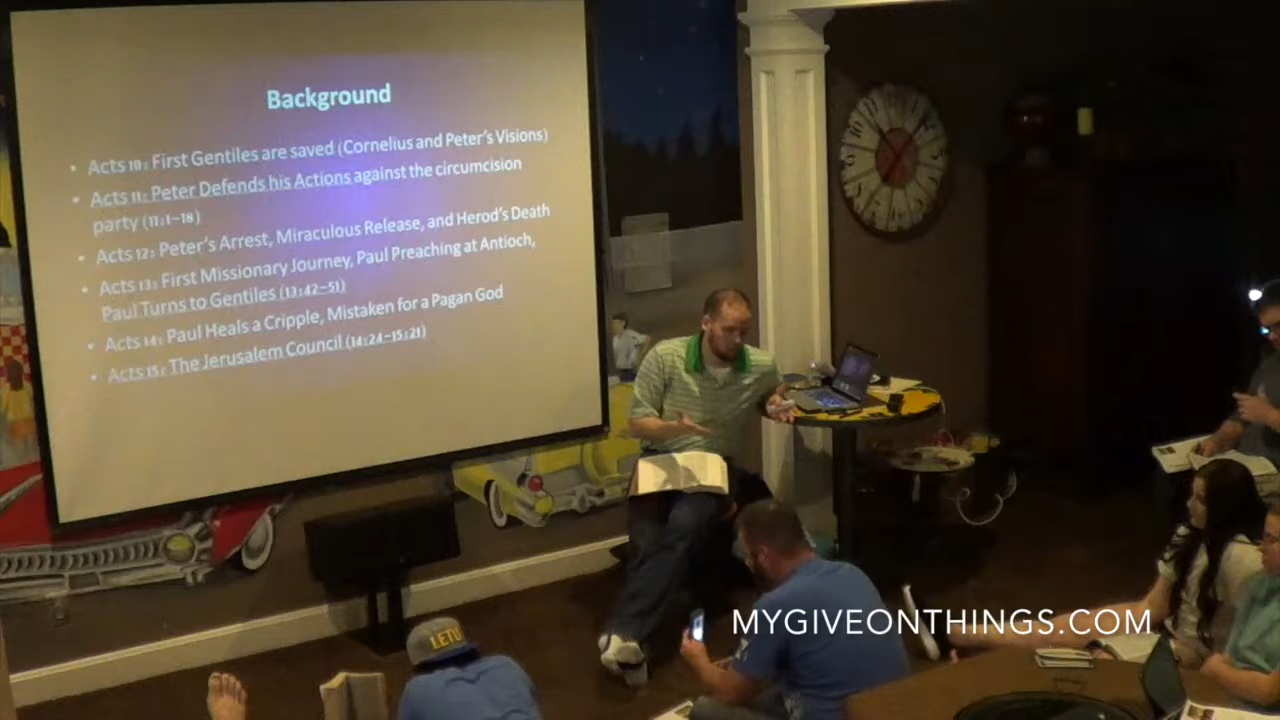 Background
• Acts 10: First Gentiles are saved (Cornelius and Peter's Visions)
• Acts 11: Peter Defends his Actions against the circumcision
party (11:1-18)
• Acts 12: Peter's Arrest, Miraculous Release, and Herod's Death
• Acts 13: First Missionary Journey, Paul Preaching at Antioch,
Paul Turns to Gentiles (13:42-51)
• Acts 14: Paul Heals a Cripple, Mistaken for a Pagan God
• Acts 15: The Jerusalem Council (14:24-15:21)
LETU
MYGIVEONTHINGS.COM